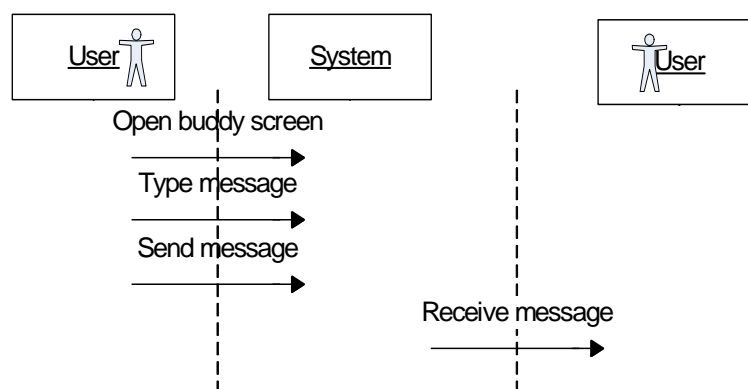 User
System
User
Open buddy screen
Type message
Send message
Receive message